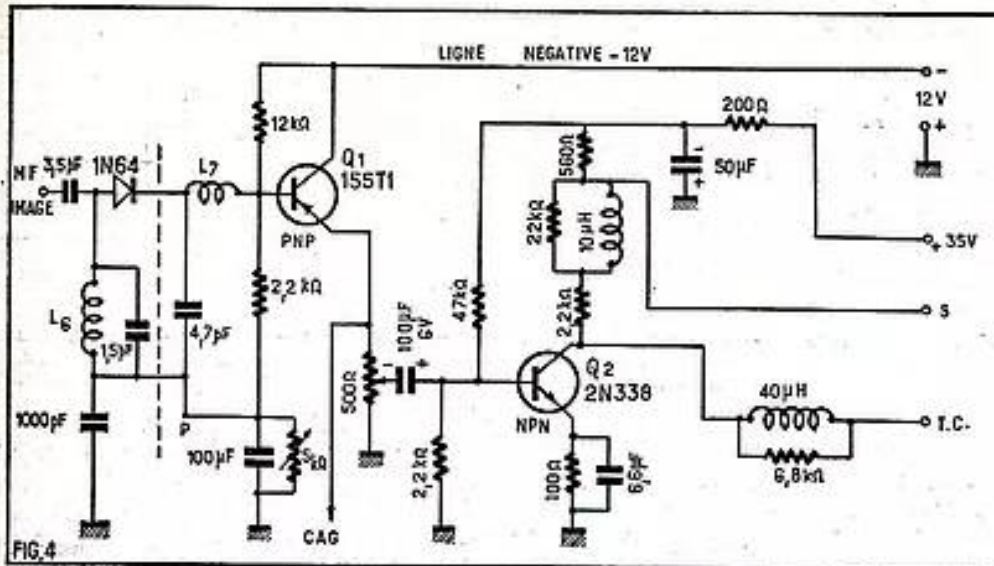 LIGNE NEGATIVE - 12V
-
12V
+
200Ω
12kΩ
560Ω
50µF
-
+
MF
IMAGE
3,5pF
1N64
L7
Q1
155T1
PNP
22kΩ
10µH
+ 35V
2,2kΩ
47kΩ
2,2kΩ
S
L6
1,5pF
4,7pF
100µF
6V
-
+
500Ω
Q2
2N338
NPN
40µH
T.C.
6,8kΩ
1000pF
P
100µF
5kΩ
2,2kΩ
100Ω
6,6µF
CAG
FIG.4